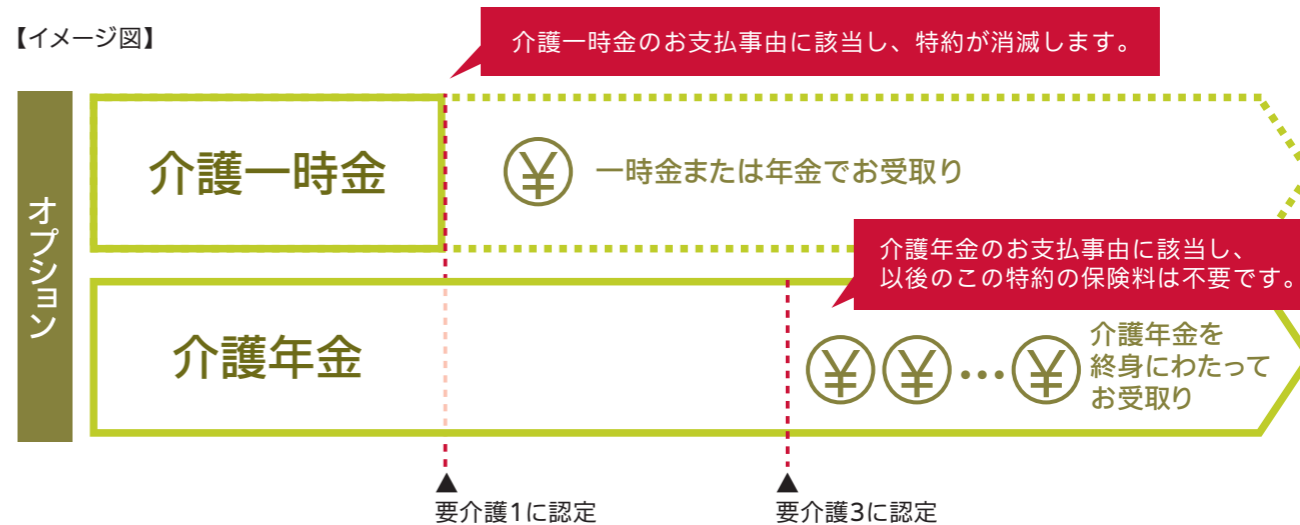 【イメージ図】
介護一時金のお支払事由に該当し、特約が消滅します。
オプション
介護一時金
¥ 一時金または年金でお受取り
介護年金のお支払事由に該当し、
以後のこの特約の保険料は不要です。
介護年金
¥ ¥ … ¥
介護年金を
終身にわたって
お受取り
▲
要介護1に認定
▲
要介護3に認定